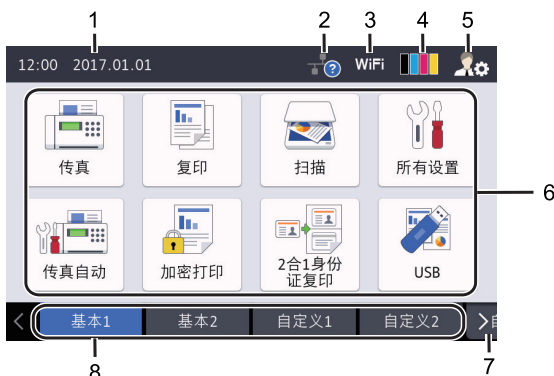 1 2 3 4 5
12:00 2017.01.01 ? WiFi
传真 复印 扫描 所有设置
6
传真自动 加密打印 2合1身份 USB
证复印
基本1 基本2 自定义1 自定义2
8 7